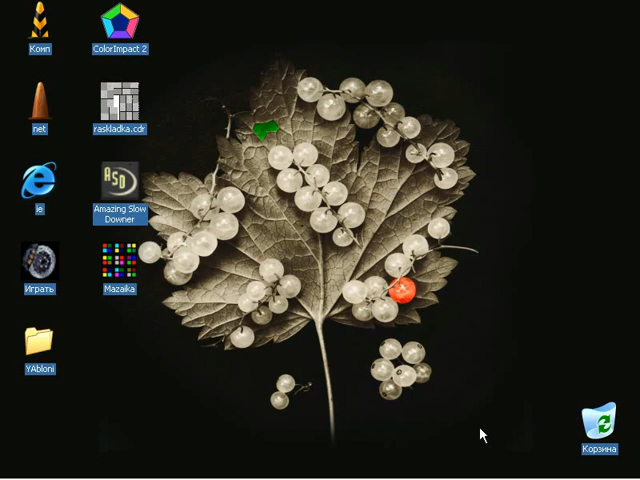 Комп
ColorImpact 2
net
raskladka.cdr
ie
ASD
Amazing Slow
Downer
Играть
Mazaika
YAbloni
Корзина